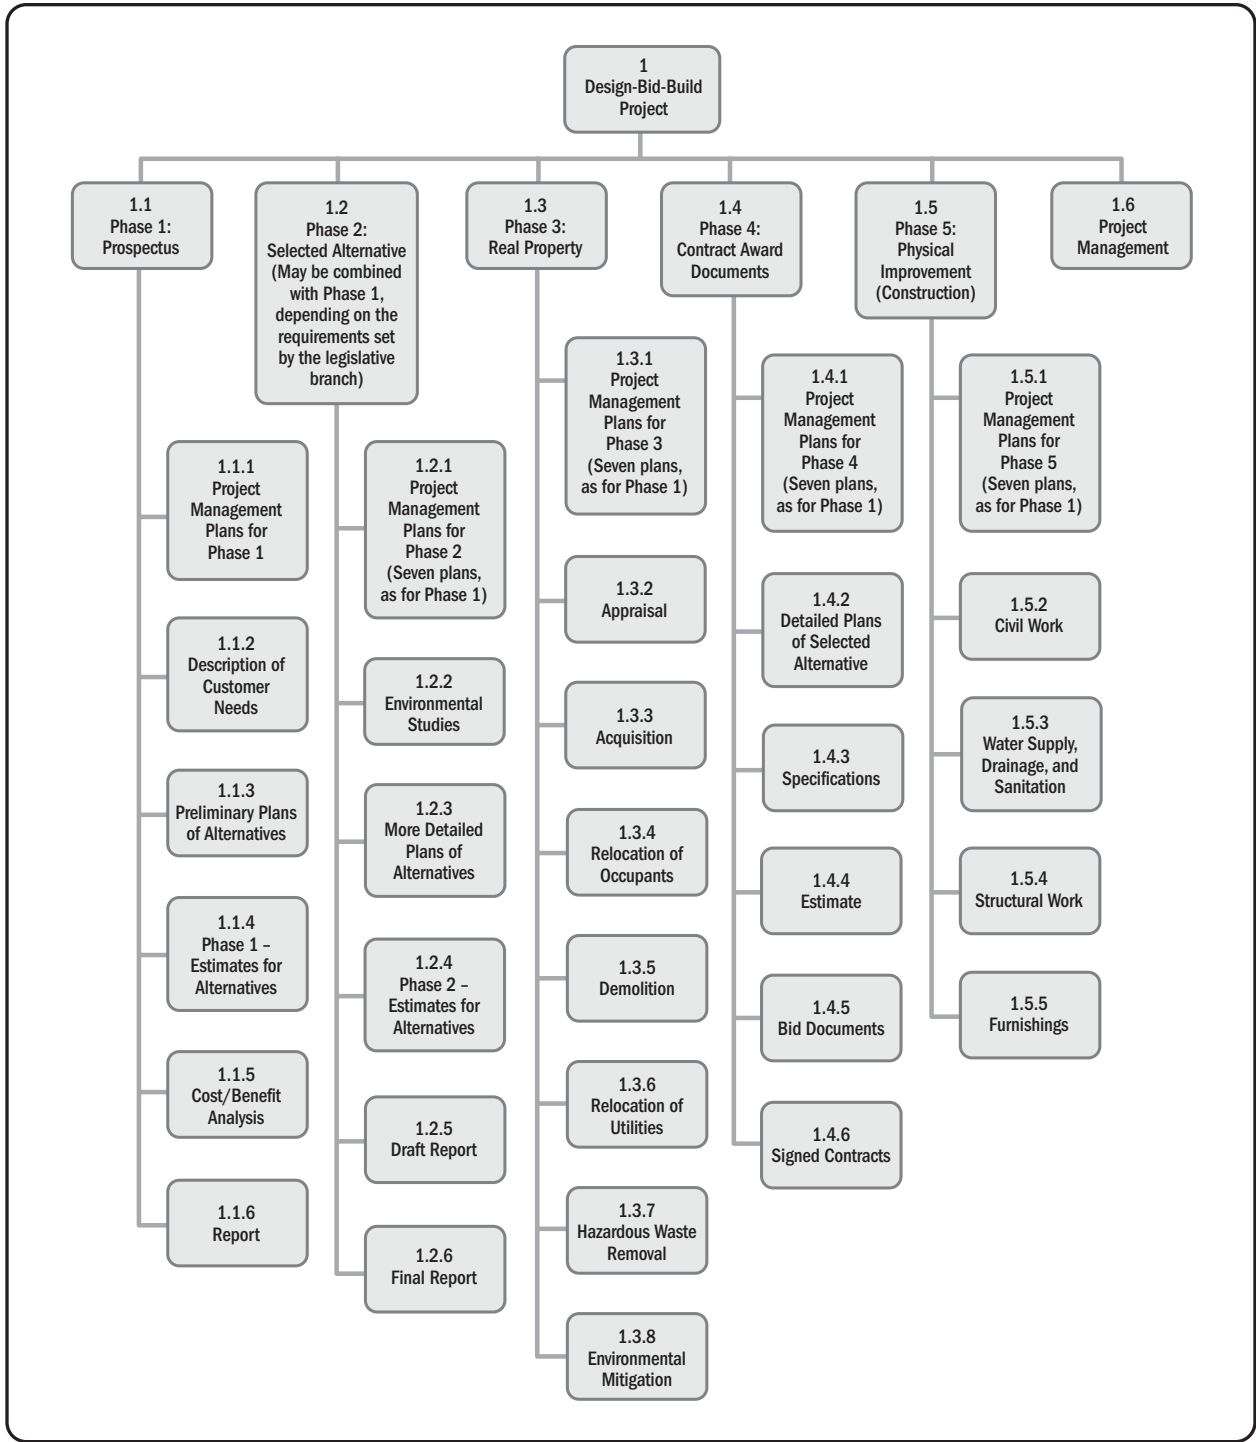 1
Design-Bid-Build
Project
1.1
Phase 1:
Prospectus
1.2
Phase 2:
Selected Alternative
(May be combined
with Phase 1,
depending on the
requirements set
by the legislative
branch)
1.3
Phase 3:
Real Property
1.4
Phase 4:
Contract Award
Documents
1.5
Phase 5:
Physical
Improvement
(Construction)
1.6
Project
Management
1.1.1
Project
Management
Plans for
Phase 1
1.1.2
Description of
Customer
Needs
1.1.3
Preliminary Plans
of Alternatives
1.1.4
Phase 1 –
Estimates for
Alternatives
1.1.5
Cost/Benefit
Analysis
1.1.6
Report
1.2.1
Project
Management
Plans for
Phase 2
(Seven plans,
as for Phase 1)
1.2.2
Environmental
Studies
1.2.3
More Detailed
Plans of
Alternatives
1.2.4
Phase 2 –
Estimates for
Alternatives
1.2.5
Draft Report
1.2.6
Final Report
1.3.1
Project
Management
Plans for
Phase 3
(Seven plans,
as for Phase 1)
1.3.2
Appraisal
1.3.3
Acquisition
1.3.4
Relocation of
Occupants
1.3.5
Demolition
1.3.6
Relocation of
Utilities
1.3.7
Hazardous Waste
Removal
1.3.8
Environmental
Mitigation
1.4.1
Project
Management
Plans for
Phase 4
(Seven plans,
as for Phase 1)
1.4.2
Detailed Plans
of Selected
Alternative
1.4.3
Specifications
1.4.4
Estimate
1.4.5
Bid Documents
1.4.6
Signed Contracts
1.5.1
Project
Management
Plans for
Phase 5
(Seven plans,
as for Phase 1)
1.5.2
Civil Work
1.5.3
Water Supply,
Drainage, and
Sanitation
1.5.4
Structural Work
1.5.5
Furnishings